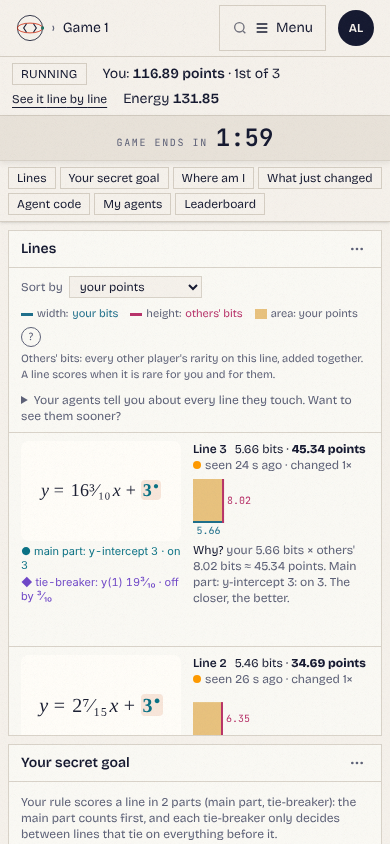 › Game 1
Menu
AL
RUNNING You: 116.89 points · 1st of 3
See it line by line Energy 131.85
GAME ENDS IN 1:59
Lines Your secret goal Where am I What just changed
Agent code My agents Leaderboard
Lines
Sort by your points
width: your bits height: others' bits area: your points
?
Others' bits: every other player's rarity on this line, added together.
A line scores when it is rare for you and for them.
Your agents tell you about every line they touch. Want to
see them sooner?
y = 16³⁄₁₀x + 3
main part: y-intercept 3 · on
3
tie-breaker: y(1) 19³⁄₁₀ · off
by ³⁄₁₀
Line 3 5.66 bits · 45.34 points
seen 24 s ago · changed 1×
8.02
5.66
Why? your 5.66 bits × others'
8.02 bits ≈ 45.34 points. Main
part: y-intercept 3: on 3. The
closer, the better.
y = 2⁷⁄₁₅x + 3
Line 2 5.46 bits · 34.69 points
seen 26 s ago · changed 1×
6.35
Your secret goal
Your rule scores a line in 2 parts (main part, tie-breaker): the
main part counts first, and each tie-breaker only decides
between lines that tie on everything before it.